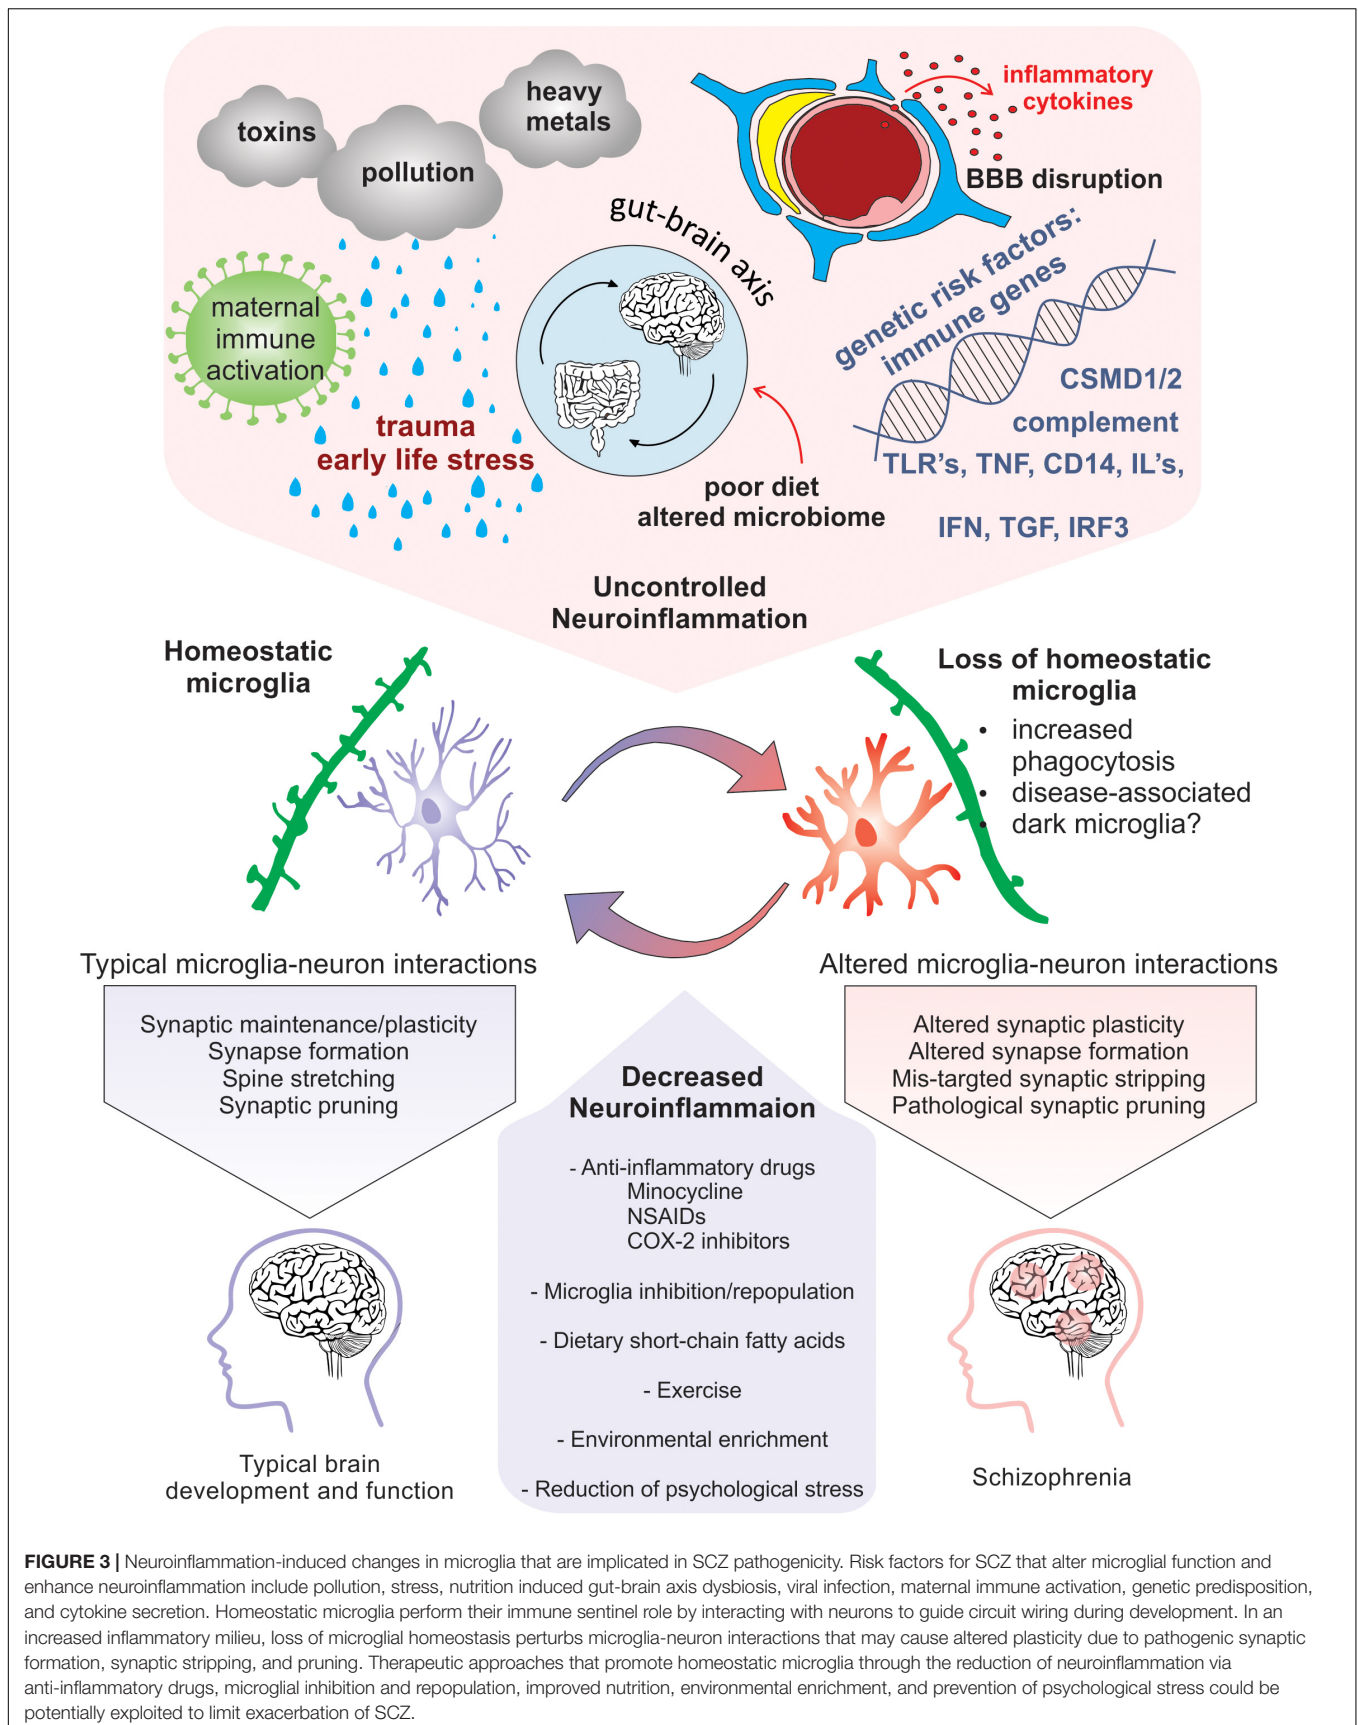 toxins
pollution
heavy
metals
inflammatory
cytokines
BBB disruption
gut-brain axis
maternal
immune
activation
trauma
early life stress
poor diet
altered microbiome
genetic risk factors:
immune genes
CSMD1/2
complement
TLR's, TNF, CD14, IL's,
IFN, TGF, IRF3
Uncontrolled
Neuroinflammation
Homeostatic
microglia
Loss of homeostatic
microglia
• increased
phagocytosis
• disease-associated
• dark microglia?
Typical microglia-neuron interactions
Synaptic maintenance/plasticity
Synapse formation
Spine stretching
Synaptic pruning
Altered microglia-neuron interactions
Altered synaptic plasticity
Altered synapse formation
Mis-targted synaptic stripping
Pathological synaptic pruning
Decreased
Neuroinflammaion
- Anti-inflammatory drugs
Minocycline
NSAIDs
COX-2 inhibitors
- Microglia inhibition/repopulation
- Dietary short-chain fatty acids
- Exercise
- Environmental enrichment
- Reduction of psychological stress
Typical brain
development and function
Schizophrenia
FIGURE 3 | Neuroinflammation-induced changes in microglia that are implicated in SCZ pathogenicity. Risk factors for SCZ that alter microglial function and
enhance neuroinflammation include pollution, stress, nutrition induced gut-brain axis dysbiosis, viral infection, maternal immune activation, genetic predisposition,
and cytokine secretion. Homeostatic microglia perform their immune sentinel role by interacting with neurons to guide circuit wiring during development. In an
increased inflammatory milieu, loss of microglial homeostasis perturbs microglia-neuron interactions that may cause altered plasticity due to pathogenic synaptic
formation, synaptic stripping, and pruning. Therapeutic approaches that promote homeostatic microglia through the reduction of neuroinflammation via
anti-inflammatory drugs, microglial inhibition and repopulation, improved nutrition, environmental enrichment, and prevention of psychological stress could be
potentially exploited to limit exacerbation of SCZ.